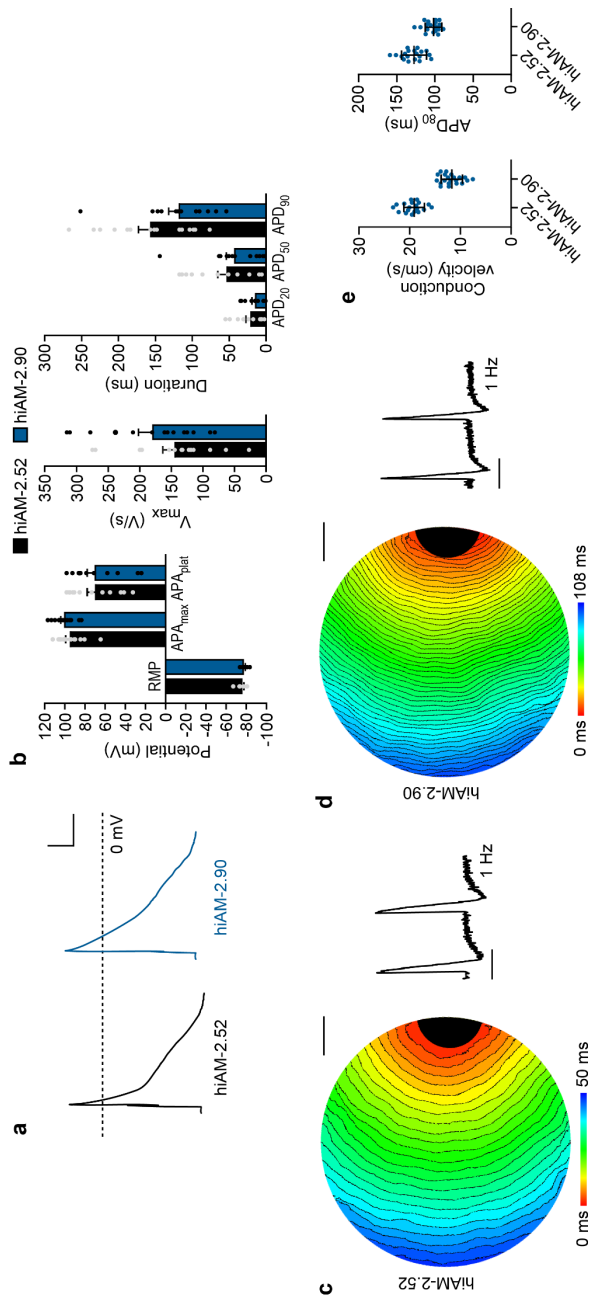 a
0 mV
hiAM-2.52
hiAM-2.90
b
hiAM-2.52
hiAM-2.90
Potential (mV)
120
100
80
60
40
20
0
-20
-40
-60
-80
-100
RMP
APAmax
APAplat
Vmax (V/s)
350
300
250
200
150
100
50
0
Duration (ms)
300
250
200
150
100
50
0
APD20
APD50
APD90
c
hiAM-2.52
0 ms
50 ms
1 Hz
d
hiAM-2.90
0 ms
108 ms
1 Hz
e
Conduction
velocity (cm/s)
30
20
10
0
hiAM-2.52
hiAM-2.90
APD80
(ms)
200
150
100
50
0
hiAM-2.52
hiAM-2.90